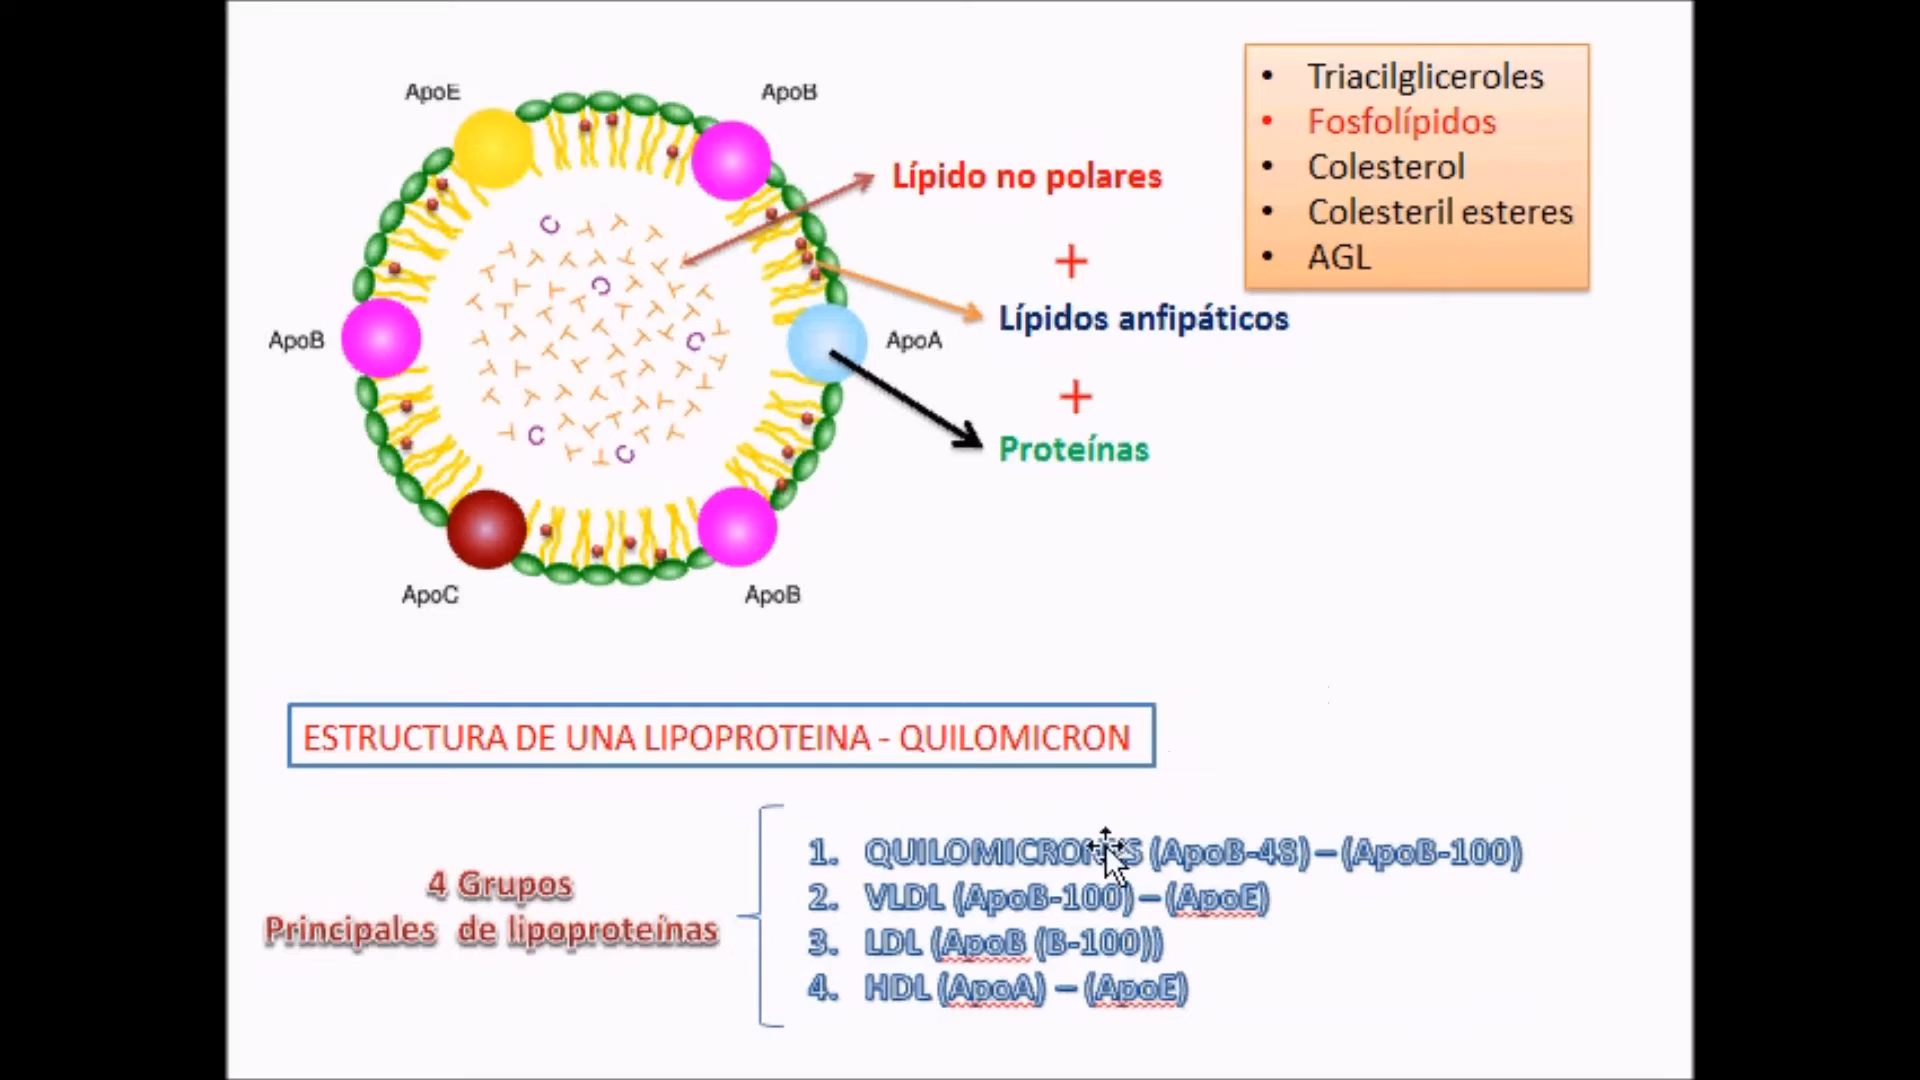 ApoE
ApoB
• Triacilgliceroles
• Fosfolípidos
• Colesterol
• Colesteril esteres
• AGL
Lípido no polares
+
Lípidos anfipáticos
ApoB
ApoA
+
Proteínas
ApoC
ApoB
ESTRUCTURA DE UNA LIPOPROTEINA - QUILOMICRON
4 Grupos
Principales de lipoproteínas
1. (ApoB-48) – (ApoB-100)
2. VLDL (ApoB-100) – (ApoE)
3. LDL (ApoB (B-100))
4. HDL (ApoA) – (ApoE)